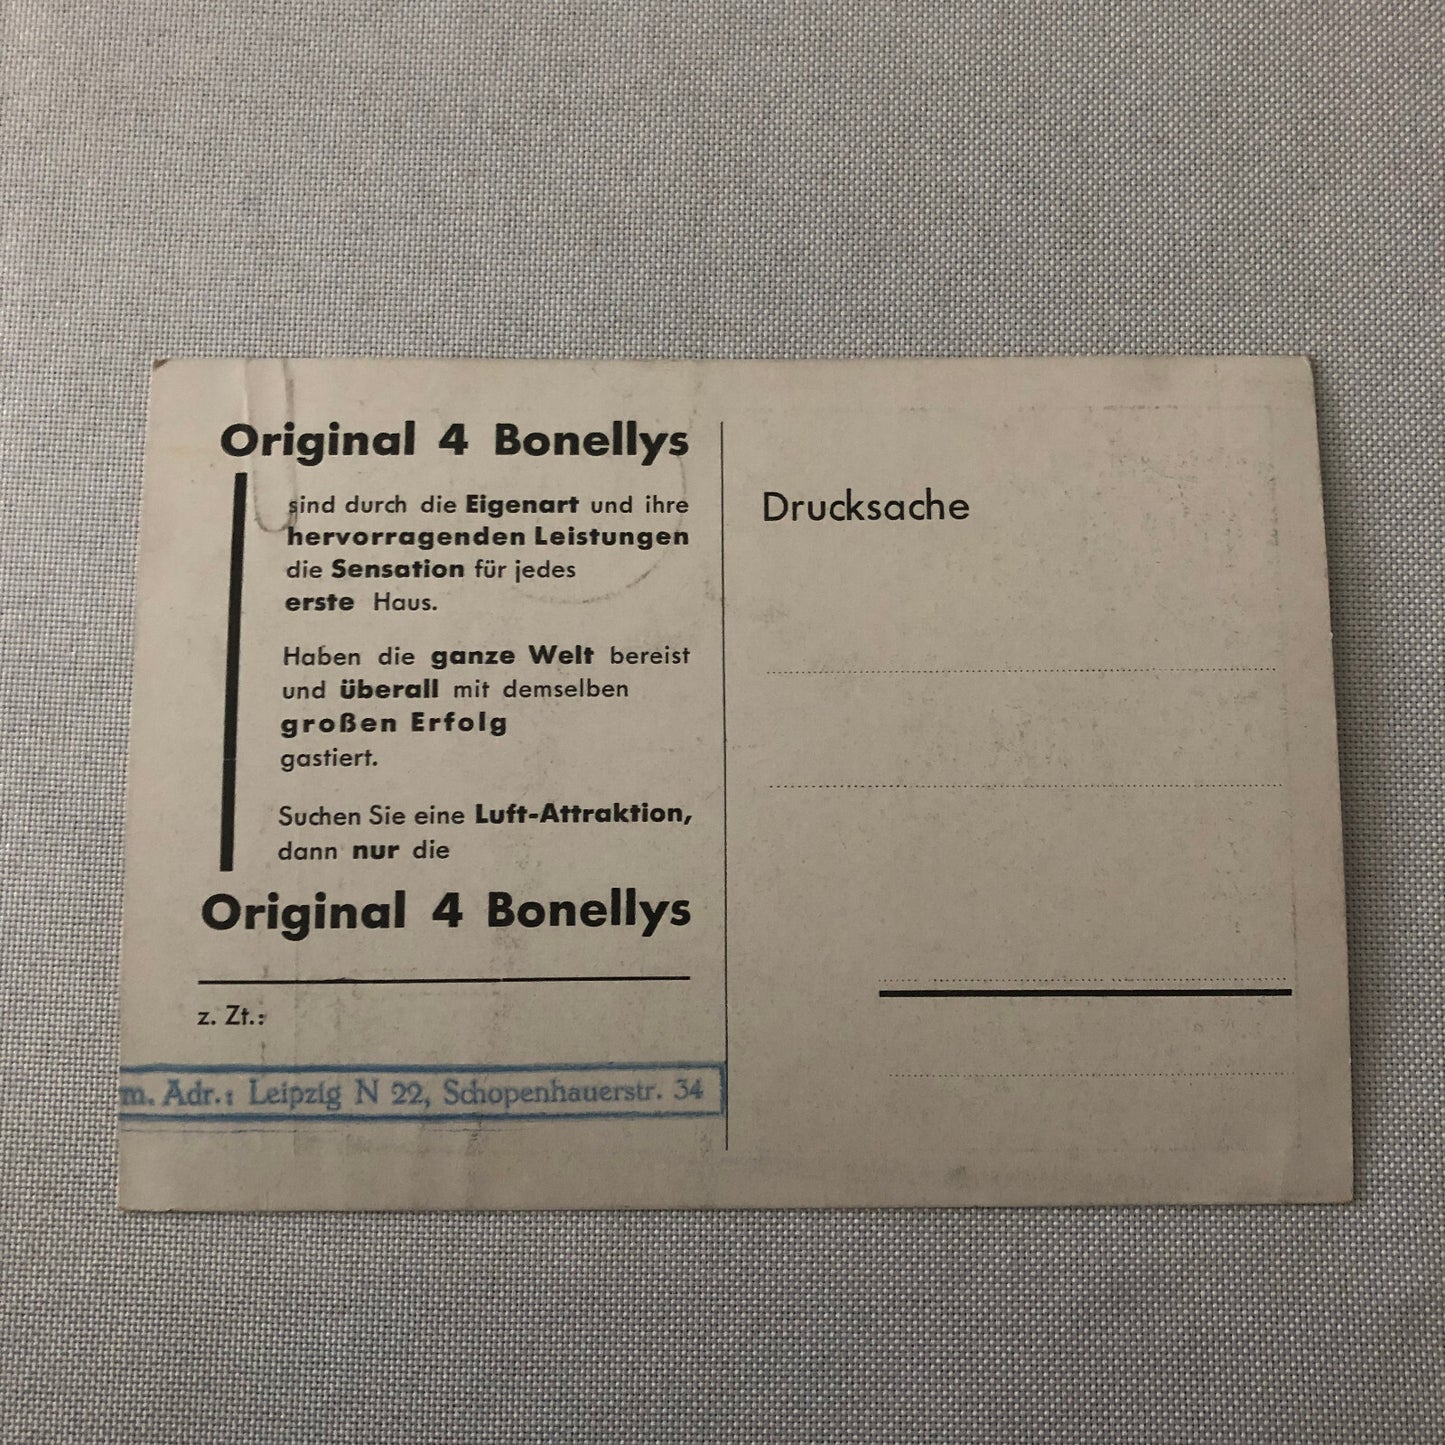 Original 4 Bonellys
sind durch die Eigenart und ihre
hervorragenden Leistungen
die Sensation für jedes
erste Haus.
Haben die ganze Welt bereist
und überall mit demselben
großen Erfolg
gastiert.
Suchen Sie eine Luft-Attraktion,
dann nur die
Original 4 Bonellys
z. Zt.:
m. Adr.: Leipzig N 22, Schopenhauerstr. 34
Drucksache